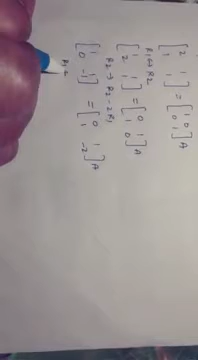 [2 1
1 1] = [1 0
0 1] A
R₁ ↔ R₂
[1 1
2 1] = [0 1
1 0] A
R₂ → R₂ - 2R₁
[1 1
0 -1] = [0 1
1 -2] A